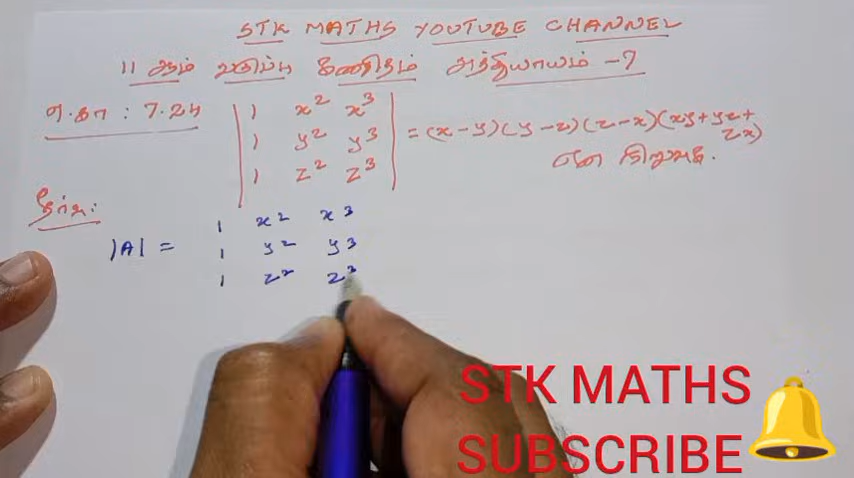 STK MATHS YOUTUBE CHANNEL
11 ஆம் வகுப்பு கணிதம் அத்தியாயம் -7
எ.கா : 7.24
| 1 x² x³ |
| 1 y² y³ | = (x-y)(y-z)(z-x)(xy+yz+
| 1 z² z³ | zx)
என நிறுவுக.
தீர்வு:
1 x² x³
|A| = 1 y² y³
1 z² z³
STK MATHS
SUBSCRIBE